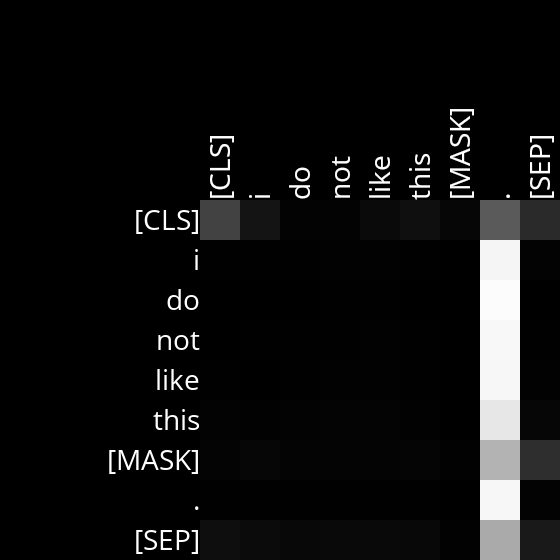 [CLS] i do not like this [MASK] . [SEP]
[CLS]
i
do
not
like
this
[MASK]
.
[SEP]